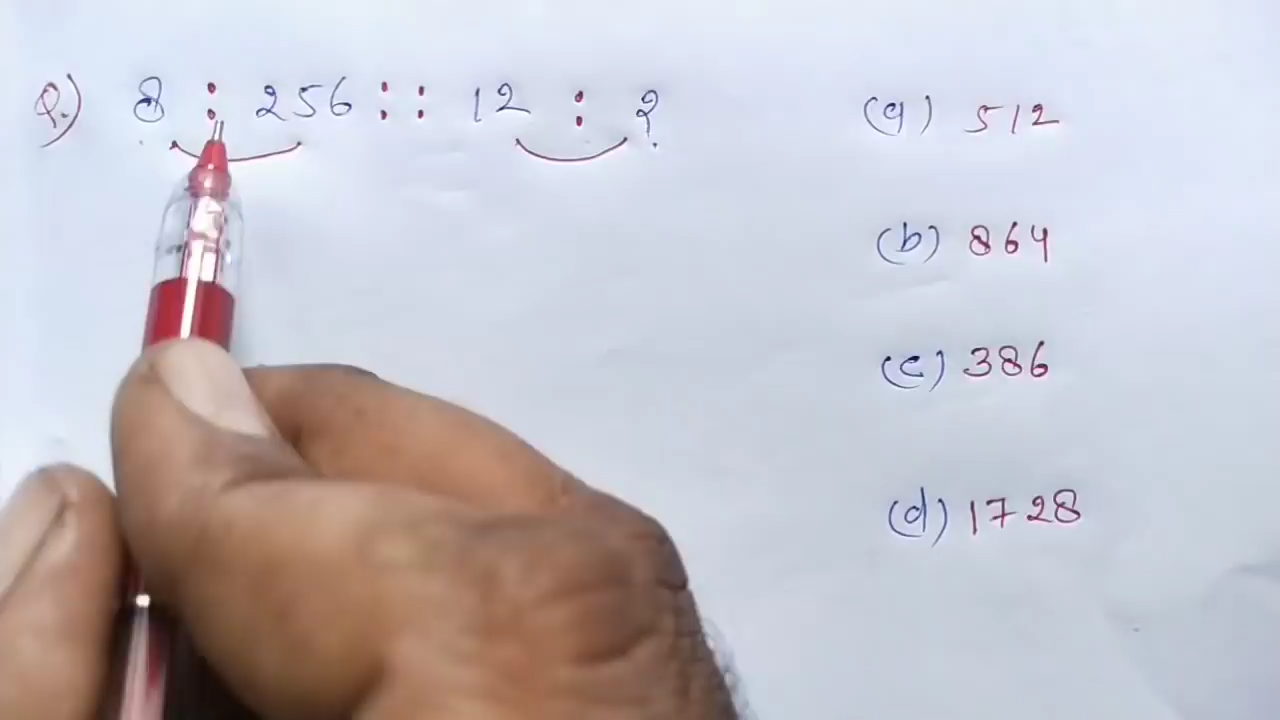 Q.) 8 : 256 :: 12 : ?
(a) 512
(b) 864
(c) 386
(d) 1728